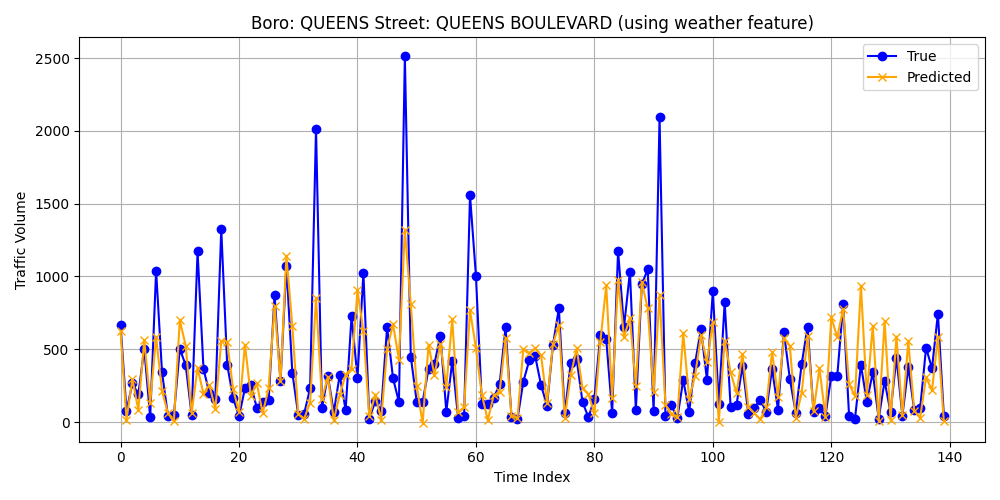 Boro: QUEENS Street: QUEENS BOULEVARD (using weather feature)
True
Predicted
Traffic Volume
2500
2000
1500
1000
500
0
0 20 40 60 80 100 120 140
Time Index